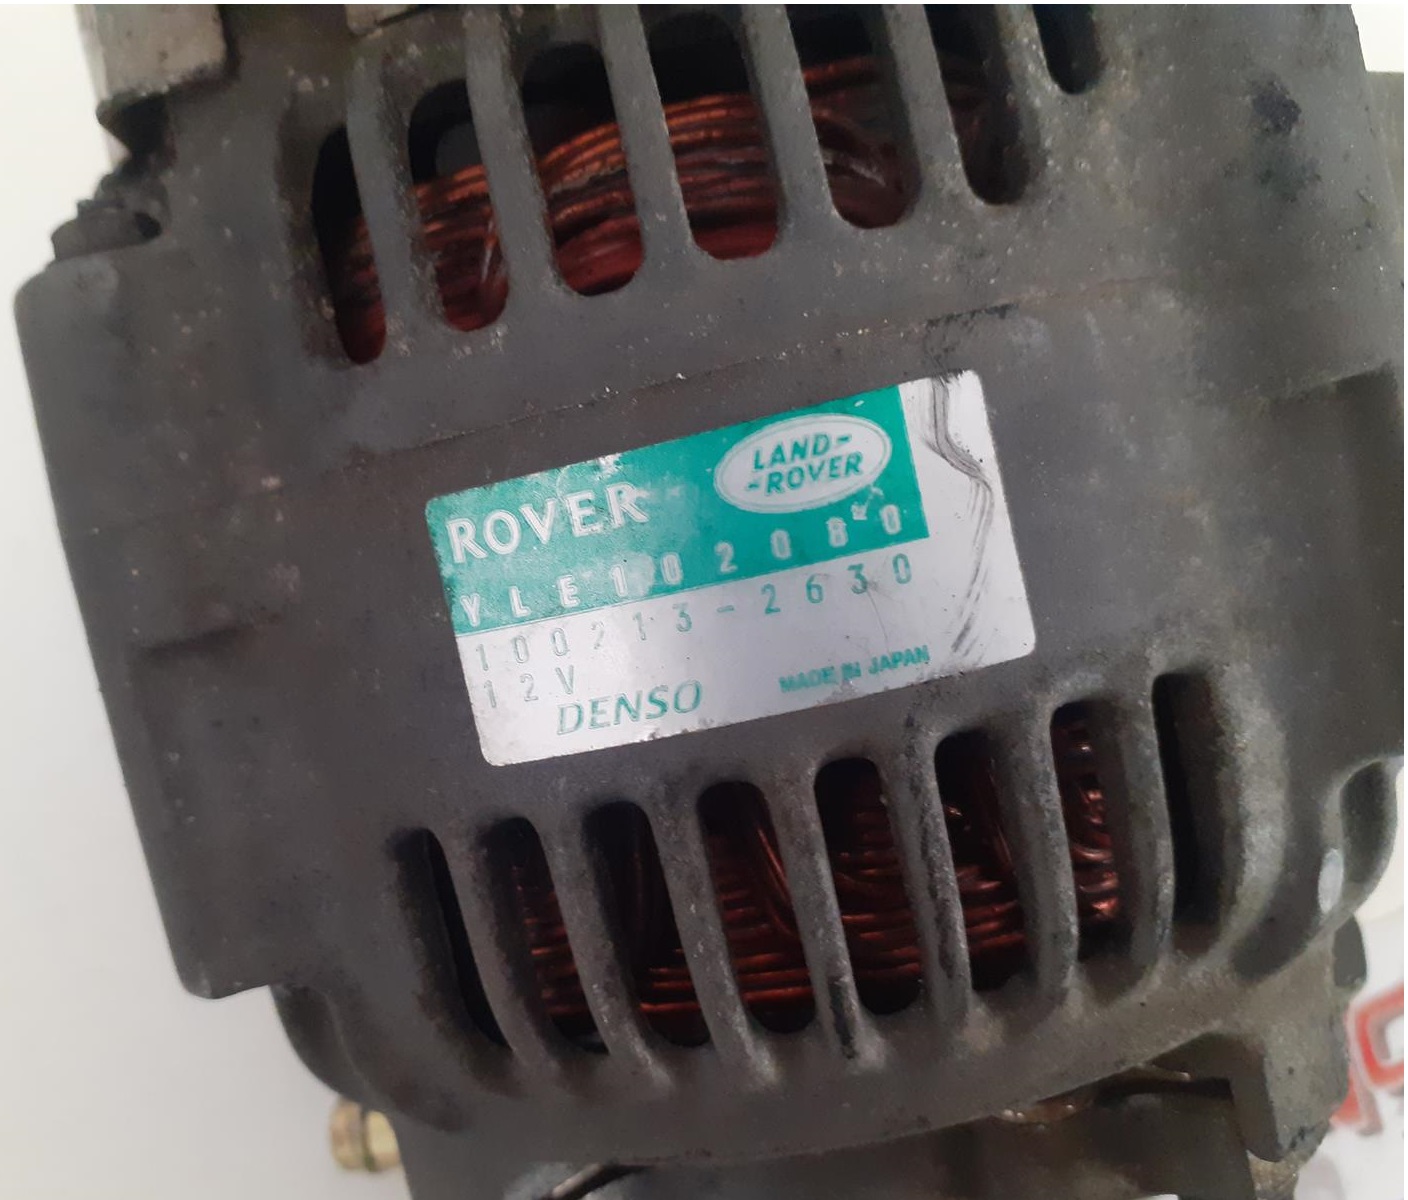 LAND-
-ROVER
ROVER
YLE102080
100213-2630
12V
DENSO
MADE IN JAPAN